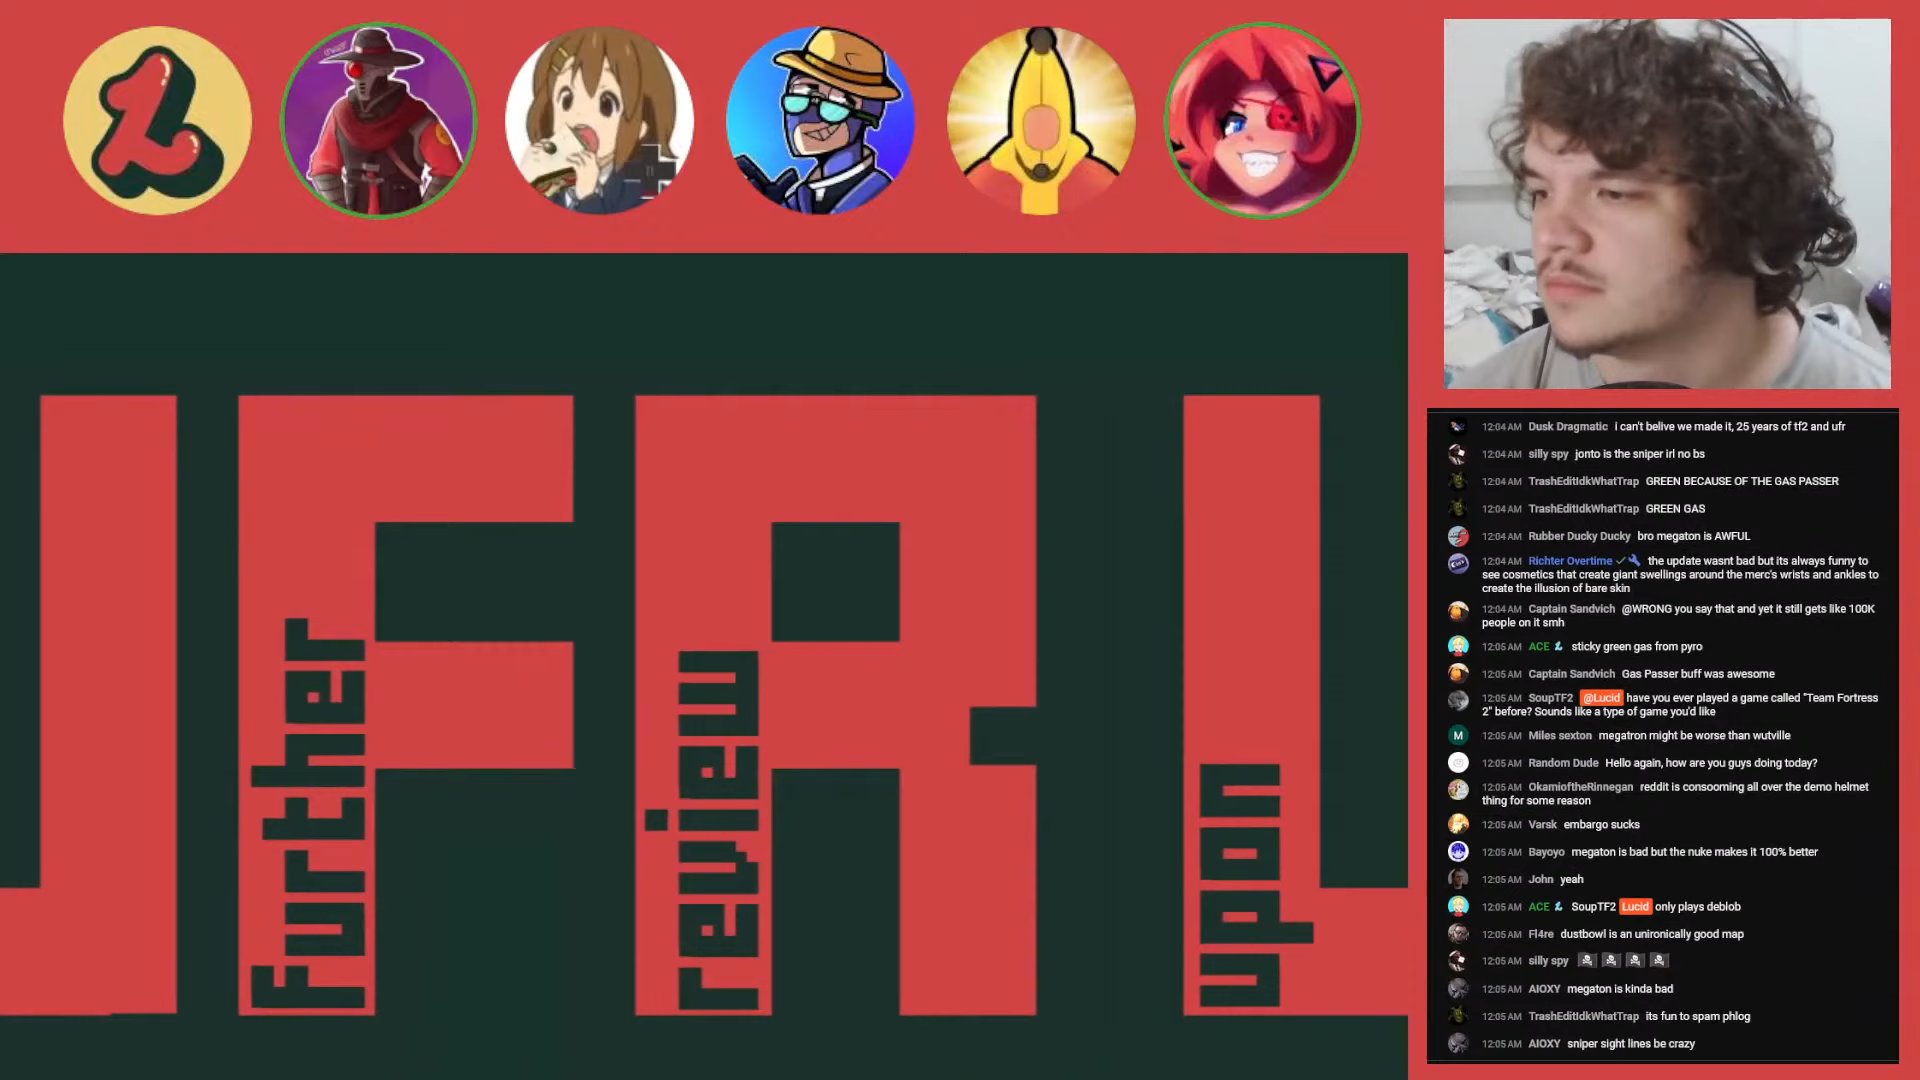 UFR U
further
review
upon
12:04 AM Dusk Dragmatic i can't belive we made it, 25 years of tf2 and ufr
12:04 AM silly spy jonto is the sniper irl no bs
12:04 AM TrashEditIdkWhatTrap GREEN BECAUSE OF THE GAS PASSER
12:04 AM TrashEditIdkWhatTrap GREEN GAS
12:04 AM Rubber Ducky Ducky bro megaton is AWFUL
12:04 AM Richter Overtime the update wasnt bad but its always funny to
see cosmetics that create giant swellings around the merc's wrists and ankles to
create the illusion of bare skin
12:04 AM Captain Sandvich @WRONG you say that and yet it still gets like 100K
people on it smh
12:05 AM ACE sticky green gas from pyro
12:05 AM Captain Sandvich Gas Passer buff was awesome
12:05 AM SoupTF2 @Lucid have you ever played a game called "Team Fortress
2" before? Sounds like a type of game you'd like
M 12:05 AM Miles sexton megatron might be worse than wutville
12:05 AM Random Dude Hello again, how are you guys doing today?
12:05 AM OkamioftheRinnegan reddit is consooming all over the demo helmet
thing for some reason
12:05 AM Varsk embargo sucks
12:05 AM Bayoyo megaton is bad but the nuke makes it 100% better
12:05 AM John yeah
12:05 AM ACE SoupTF2 Lucid only plays deblob
12:05 AM Fl4re dustbowl is an unironically good map
12:05 AM silly spy
12:05 AM AIOXY megaton is kinda bad
12:05 AM TrashEditIdkWhatTrap its fun to spam phlog
12:05 AM AIOXY sniper sight lines be crazy